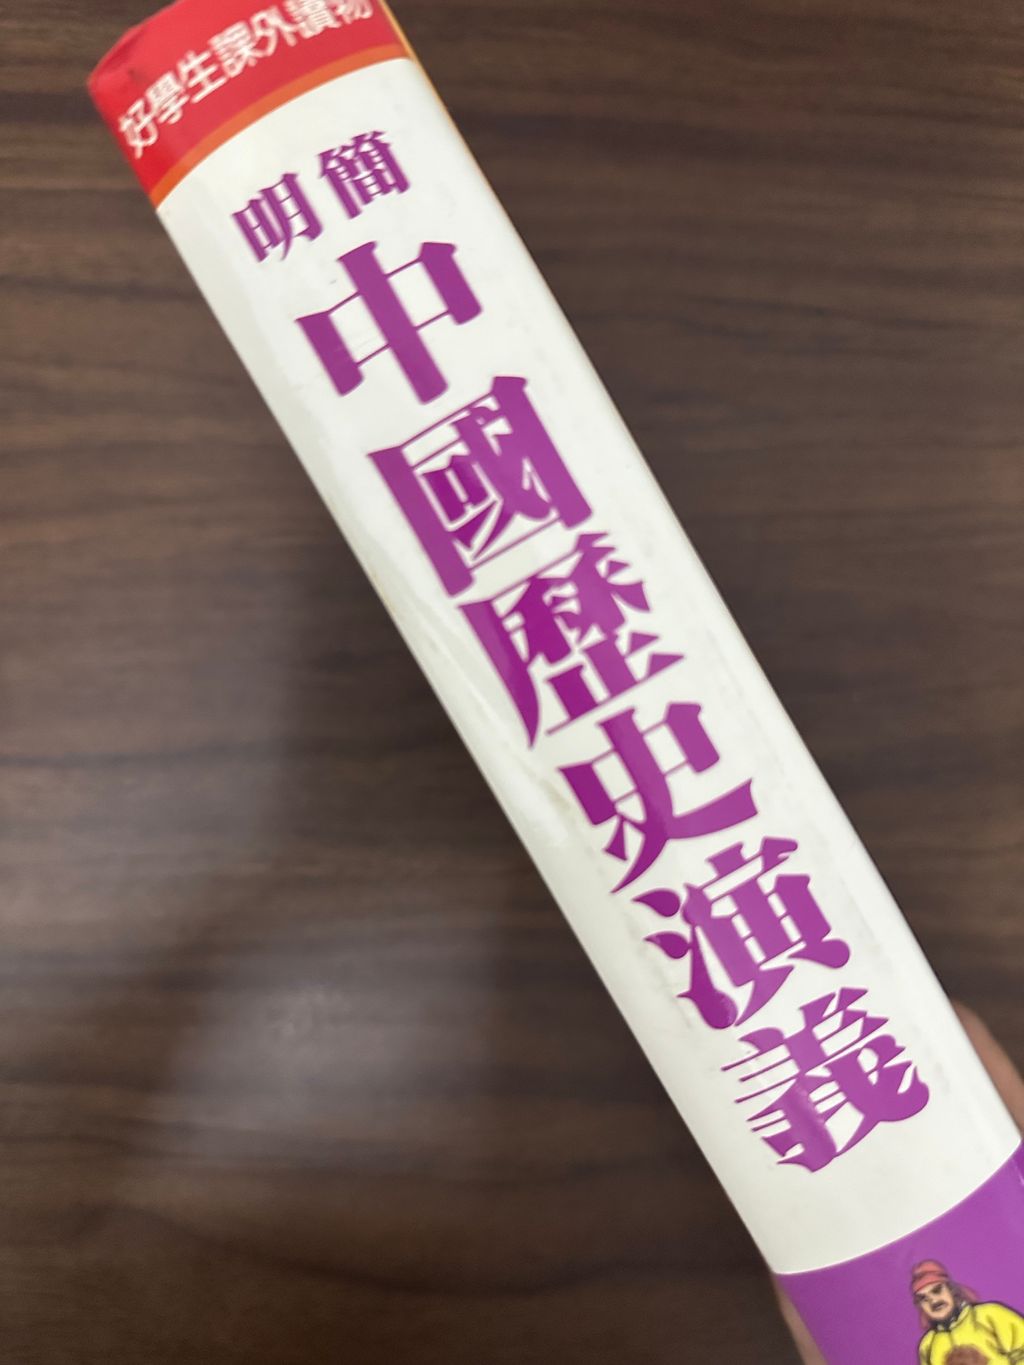 好學生課外讀物
簡明
中國歷史演義